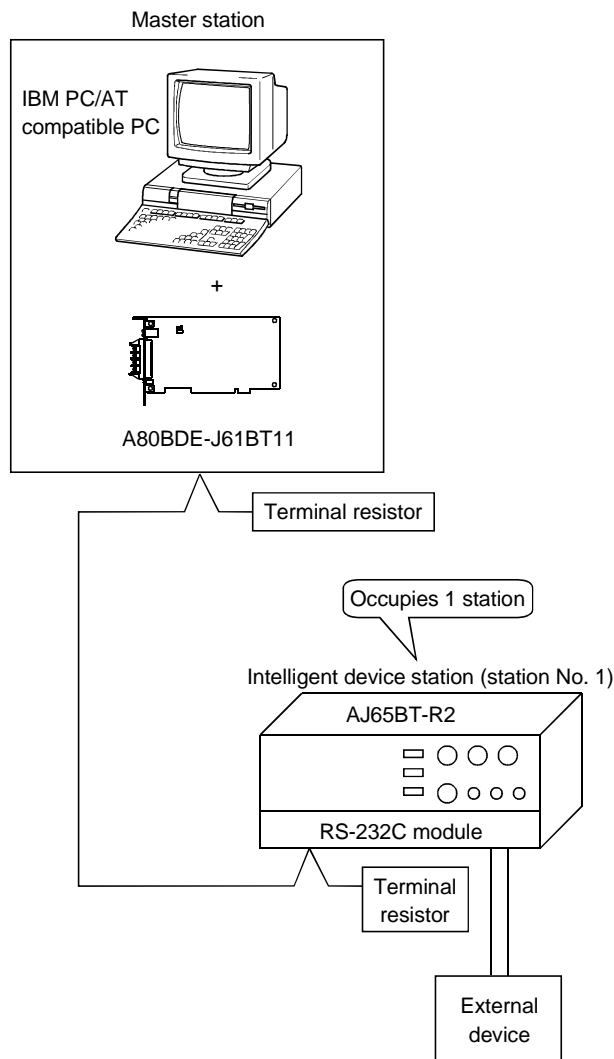 Master station
IBM PC/AT
compatible PC
+
A80BDE-J61BT11
Terminal resistor
Occupies 1 station
Intelligent device station (station No. 1)
AJ65BT-R2
RS-232C module
Terminal
resistor
External
device